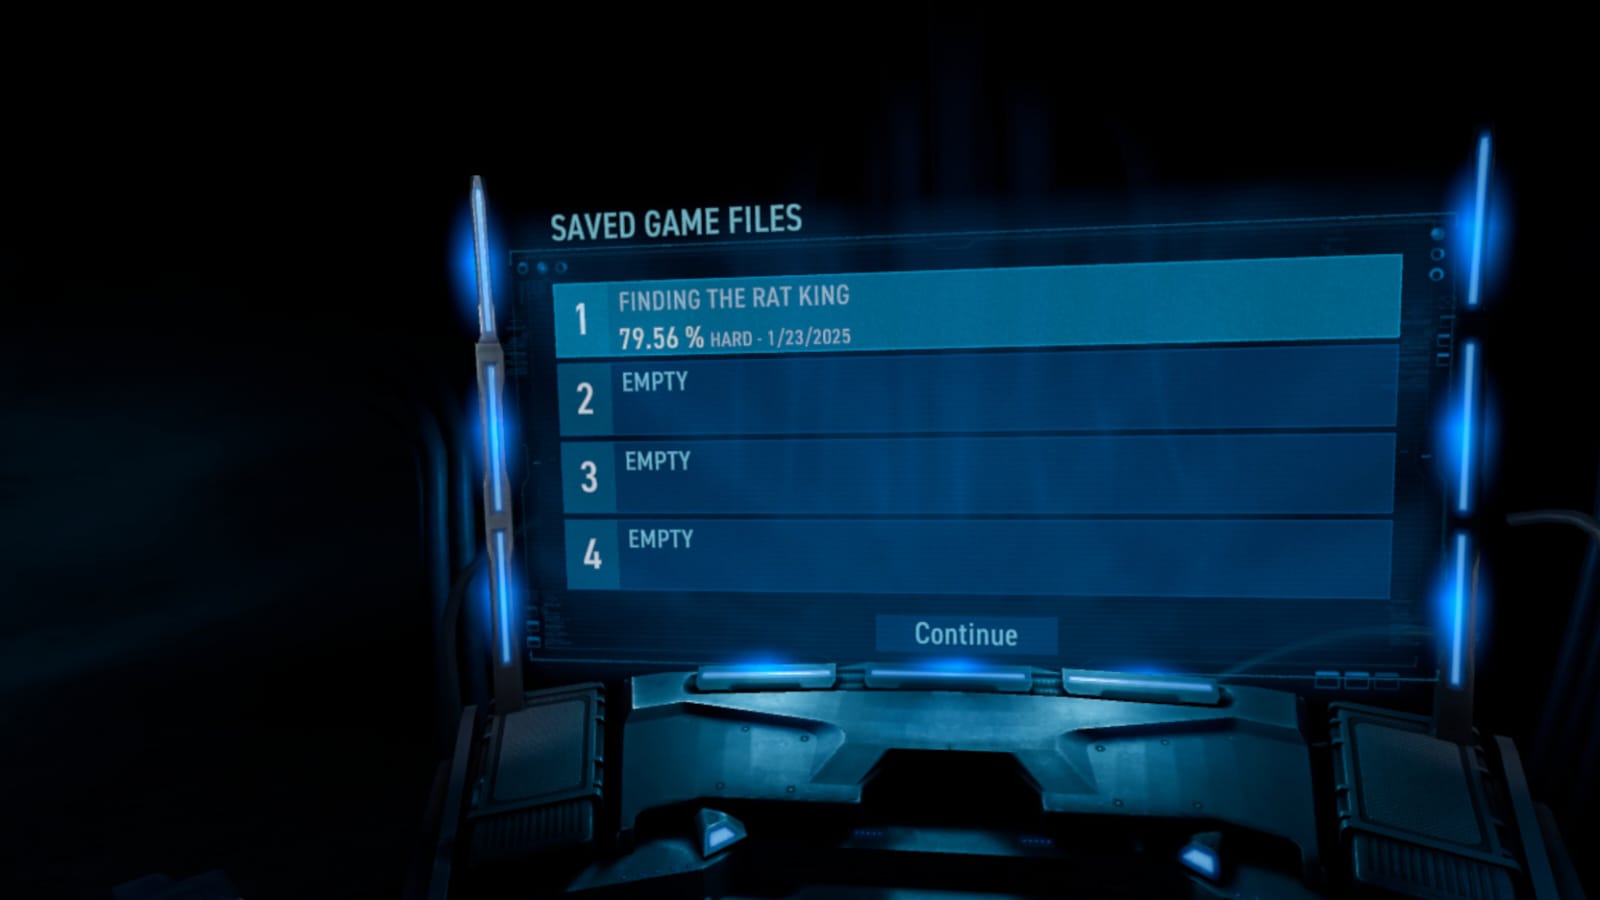 SAVED GAME FILES
1
FINDING THE RAT KING
79.56 % HARD - 1/23/2025
2
EMPTY
3
EMPTY
4
EMPTY
Continue